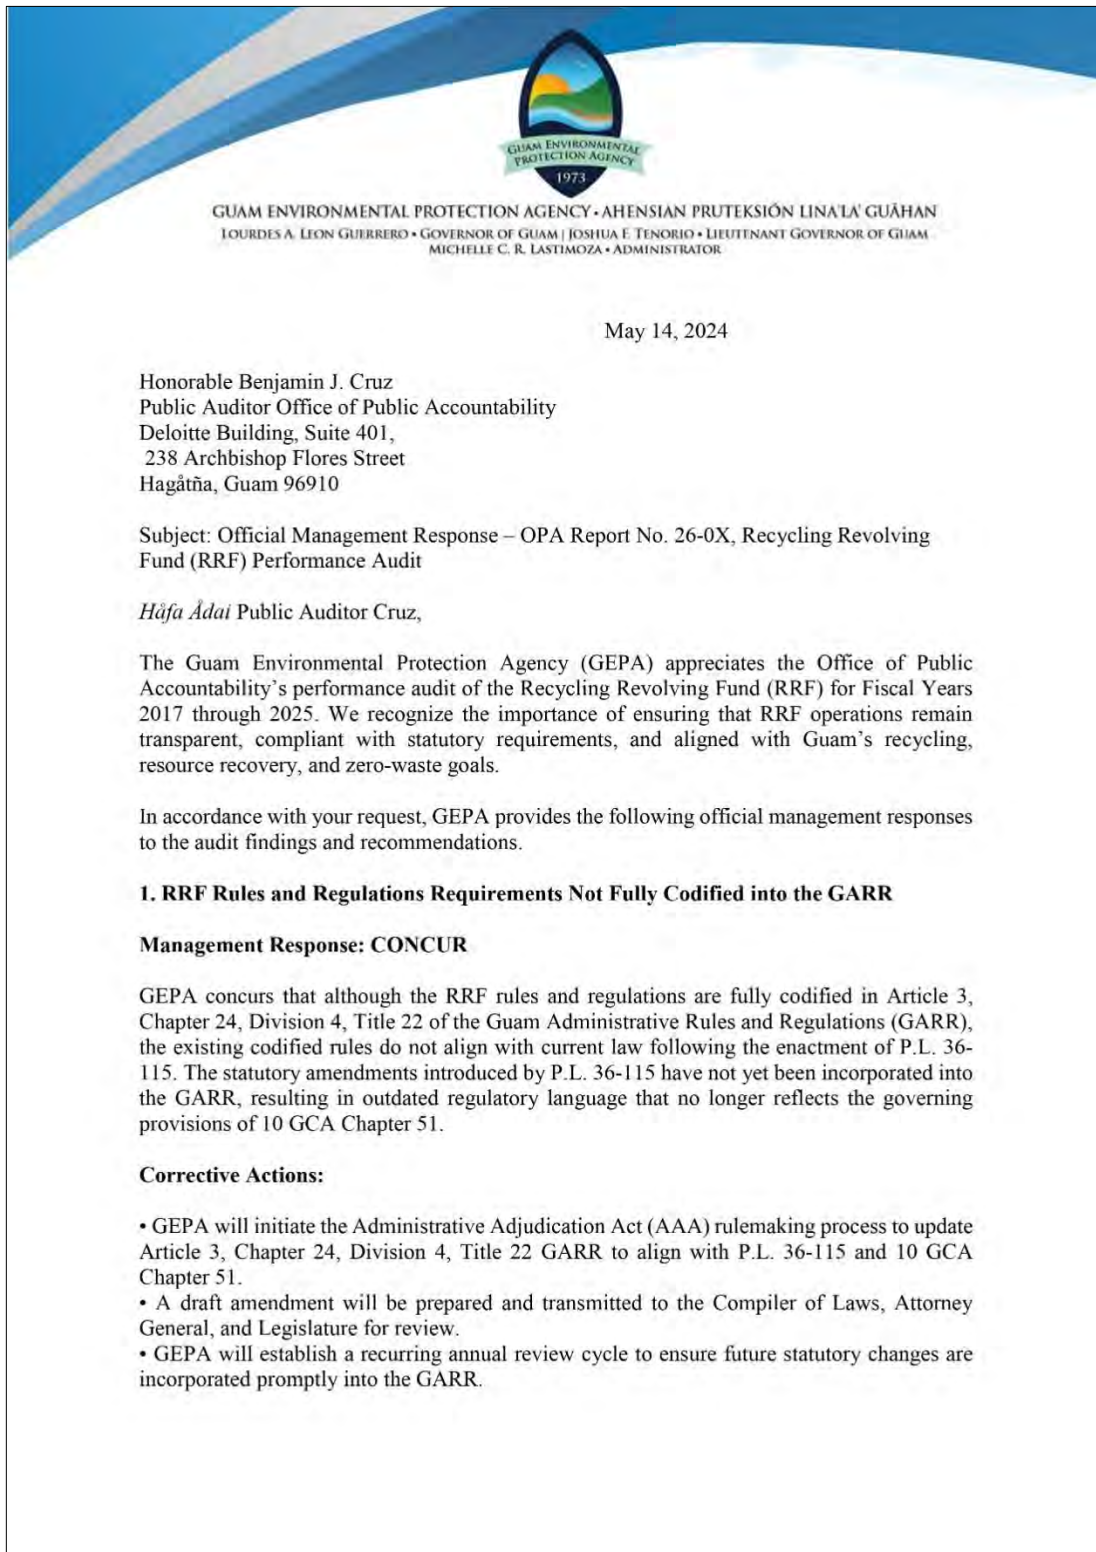 GUAM ENVIRONMENTAL
PROTECTION AGENCY
1973
GUAM ENVIRONMENTAL PROTECTION AGENCY • AHENSIAN PRUTEKSIÓN LINA'LA' GUÅHAN
LOURDES A. LEON GUERRERO • GOVERNOR OF GUAM | JOSHUA F. TENORIO • LIEUTENANT GOVERNOR OF GUAM
MICHELLE C. R. LASTIMOZA • ADMINISTRATOR
May 14, 2024
Honorable Benjamin J. Cruz
Public Auditor Office of Public Accountability
Deloitte Building, Suite 401,
238 Archbishop Flores Street
Hagåtña, Guam 96910
Subject: Official Management Response – OPA Report No. 26-0X, Recycling Revolving
Fund (RRF) Performance Audit
Håfa Ådai Public Auditor Cruz,
The Guam Environmental Protection Agency (GEPA) appreciates the Office of Public
Accountability's performance audit of the Recycling Revolving Fund (RRF) for Fiscal Years
2017 through 2025. We recognize the importance of ensuring that RRF operations remain
transparent, compliant with statutory requirements, and aligned with Guam's recycling,
resource recovery, and zero-waste goals.
In accordance with your request, GEPA provides the following official management responses
to the audit findings and recommendations.
1. RRF Rules and Regulations Requirements Not Fully Codified into the GARR
Management Response: CONCUR
GEPA concurs that although the RRF rules and regulations are fully codified in Article 3,
Chapter 24, Division 4, Title 22 of the Guam Administrative Rules and Regulations (GARR),
the existing codified rules do not align with current law following the enactment of P.L. 36-
115. The statutory amendments introduced by P.L. 36-115 have not yet been incorporated into
the GARR, resulting in outdated regulatory language that no longer reflects the governing
provisions of 10 GCA Chapter 51.
Corrective Actions:
• GEPA will initiate the Administrative Adjudication Act (AAA) rulemaking process to update
Article 3, Chapter 24, Division 4, Title 22 GARR to align with P.L. 36-115 and 10 GCA
Chapter 51.
• A draft amendment will be prepared and transmitted to the Compiler of Laws, Attorney
General, and Legislature for review.
• GEPA will establish a recurring annual review cycle to ensure future statutory changes are
incorporated promptly into the GARR.